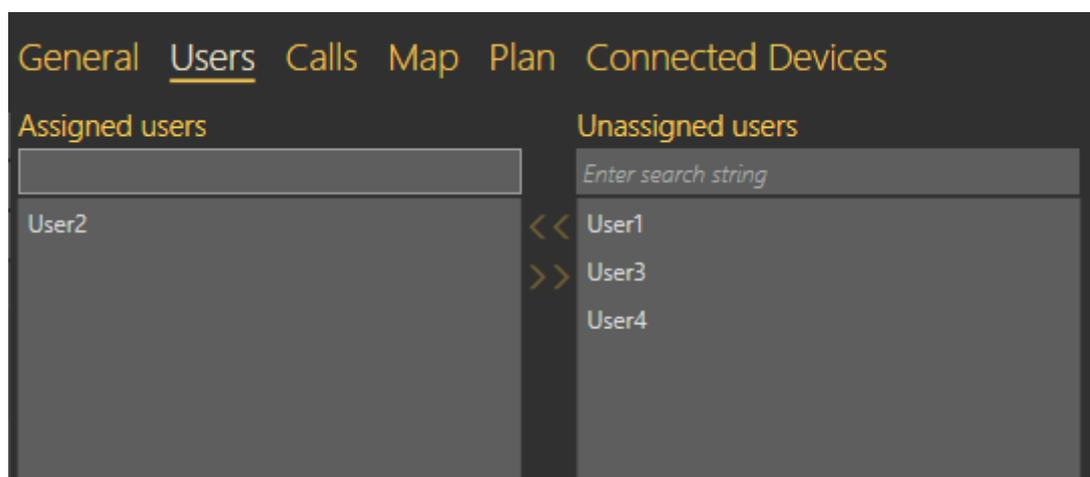 General Users Calls Map Plan Connected Devices
Assigned users
Unassigned users
Enter search string
User2
<<
>>
User1
User3
User4